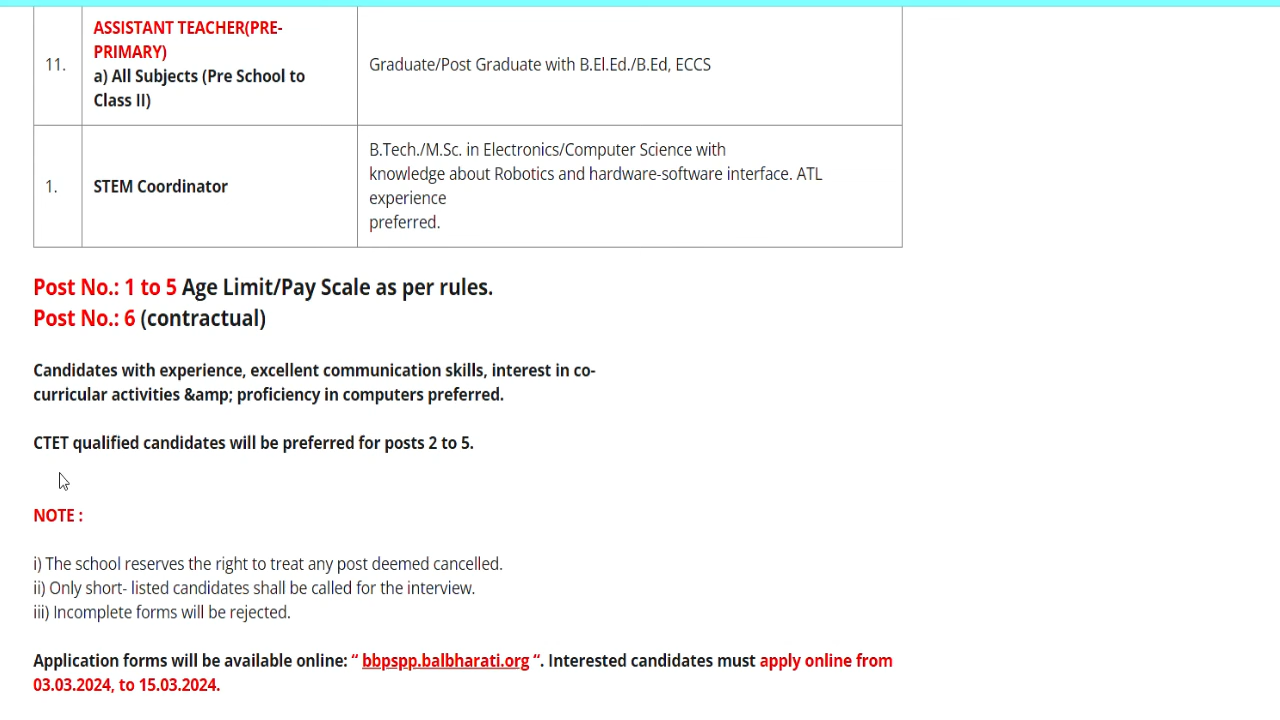 11.
ASSISTANT TEACHER(PRE-
PRIMARY)
a) All Subjects (Pre School to
Class II)
Graduate/Post Graduate with B.El.Ed./B.Ed, ECCS
1.
STEM Coordinator
B.Tech./M.Sc. in Electronics/Computer Science with
knowledge about Robotics and hardware-software interface. ATL
experience
preferred.
Post No.: 1 to 5 Age Limit/Pay Scale as per rules.
Post No.: 6 (contractual)
Candidates with experience, excellent communication skills, interest in co-
curricular activities &amp; proficiency in computers preferred.
CTET qualified candidates will be preferred for posts 2 to 5.
NOTE :
i) The school reserves the right to treat any post deemed cancelled.
ii) Only short- listed candidates shall be called for the interview.
iii) Incomplete forms will be rejected.
Application forms will be available online: “ bbpspp.balbharati.org “. Interested candidates must apply online from
03.03.2024, to 15.03.2024.